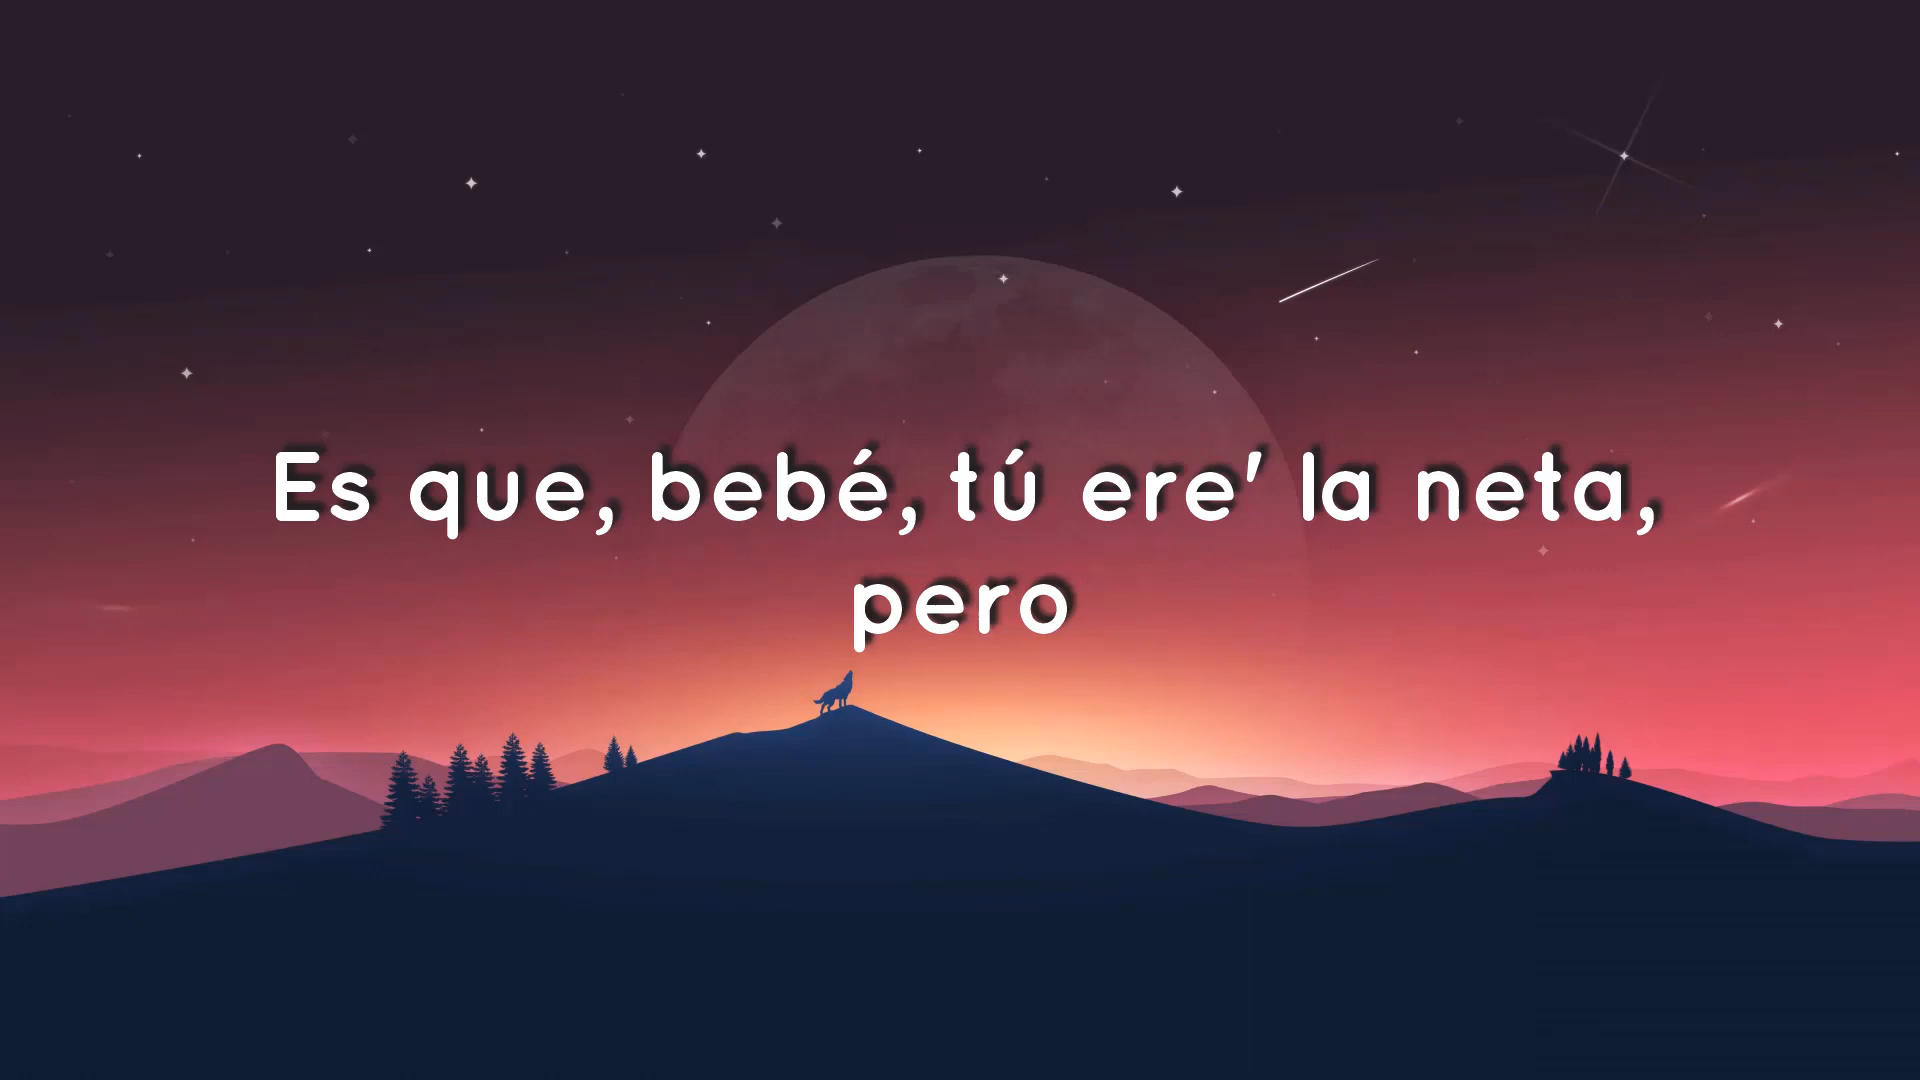 Es que, bebé, tú ere' la neta,
pero